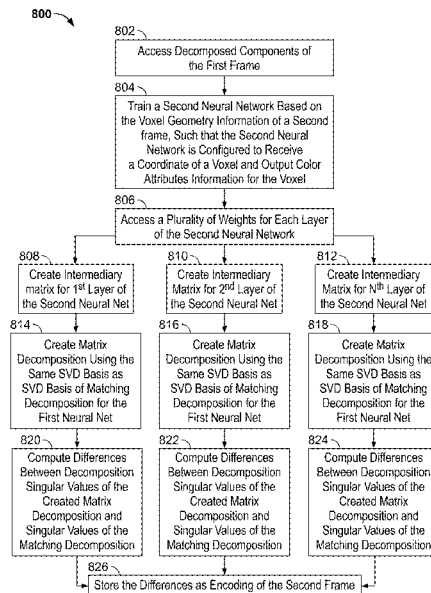 800
802
Access Decomposed Components of
the First Frame
804
Train a Second Neural Network Based on
the Voxel Geometry Information of a Second
frame, Such that the Second Neural
Network is Configured to Receive
a Coordinate of a Voxel and Output Color
Attributes Information for the Voxel
806
Access a Plurality of Weights for Each Layer
of the Second Neural Network
808
Create Intermediary
matrix for 1st Layer of
the Second Neural Net
810
Create Intermediary
Matrix for 2nd Layer of
the Second Neural Net
812
Create Intermediary
Matrix for Nth Layer of
the Second Neural Net
814
Create Matrix
Decomposition Using the
Same SVD Basis as
SVD Basis of Matching
Decomposition for the
First Neural Net
816
Create Matrix
Decomposition Using the
Same SVD Basis as
SVD Basis of Matching
Decomposition for the
First Neural Net
818
Create Matrix
Decomposition Using the
Same SVD Basis as
SVD Basis of Matching
Decomposition for the
First Neural Net
820
Compute Differences
Between Decomposition
Singular Values of the
Created Matrix
Decomposition and
Singular Values of the
Matching Decomposition
822
Compute Differences
Between Decomposition
Singular Values of the
Created Matrix
Decomposition and
Singular Values of the
Matching Decomposition
824
Compute Differences
Between Decomposition
Singular Values of the
Created Matrix
Decomposition and
Singular Values of the
Matching Decomposition
826
Store the Differences as Encoding of the Second Frame